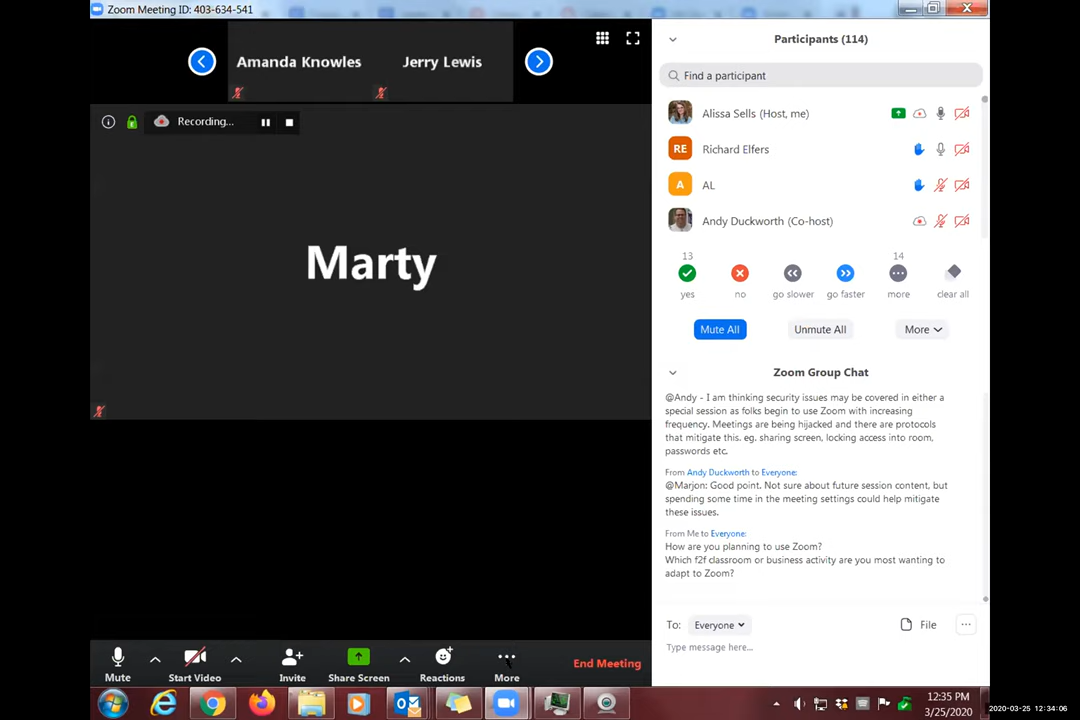 Zoom Meeting ID: 403-634-541
Amanda Knowles
Jerry Lewis
Recording...
Marty
Participants (114)
Find a participant
Alissa Sells (Host, me)
RE
Richard Elfers
A
AL
Andy Duckworth (Co-host)
13
14
yes
no
go slower
go faster
more
clear all
Mute All
Unmute All
More
Zoom Group Chat
@Andy - I am thinking security issues may be covered in either a
special session as folks begin to use Zoom with increasing
frequency. Meetings are being hijacked and there are protocols
that mitigate this. eg. sharing screen, locking access into room,
passwords etc.
From Andy Duckworth to Everyone:
@Marjon: Good point. Not sure about future session content, but
spending some time in the meeting settings could help mitigate
these issues.
From Me to Everyone:
How are you planning to use Zoom?
Which f2f classroom or business activity are you most wanting to
adapt to Zoom?
To: Everyone
File
Type message here...
Mute
Start Video
Invite
Share Screen
Reactions
More
End Meeting
12:35 PM
3/25/2020
2020-03-25 12:34:06